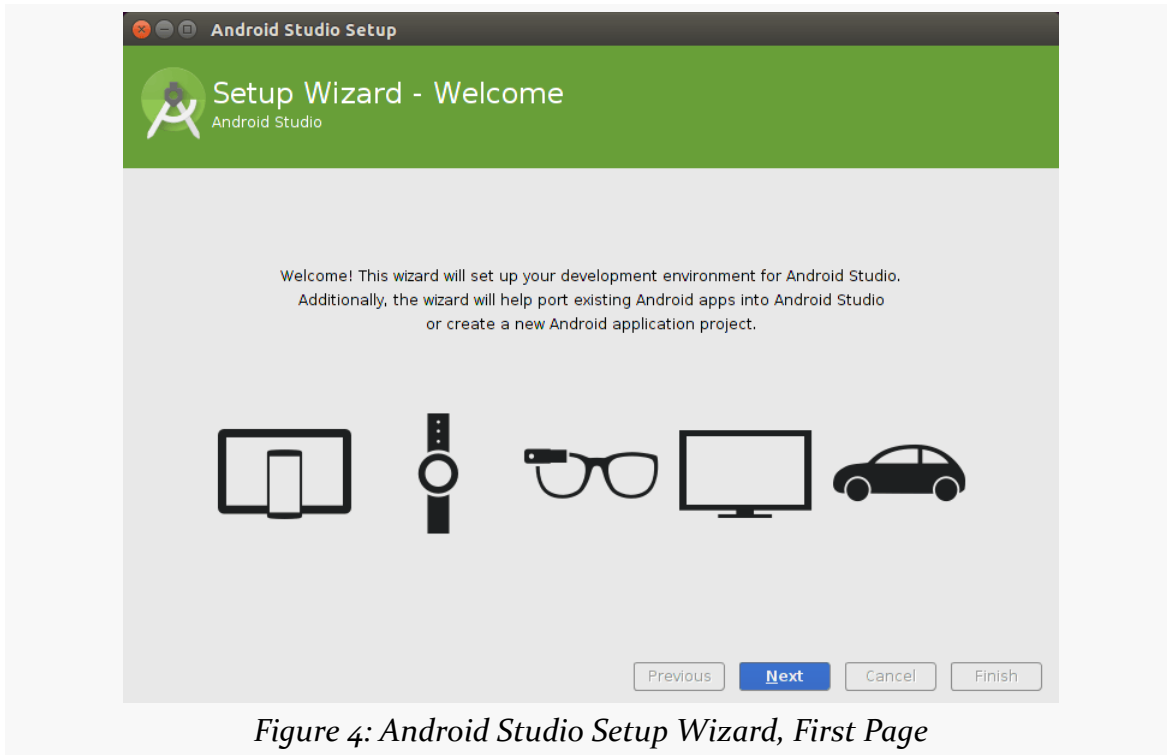 Android Studio Setup
Setup Wizard - Welcome
Android Studio
Welcome! This wizard will set up your development environment for Android Studio.
Additionally, the wizard will help port existing Android apps into Android Studio
or create a new Android application project.
Previous Next Cancel Finish
Figure 4: Android Studio Setup Wizard, First Page